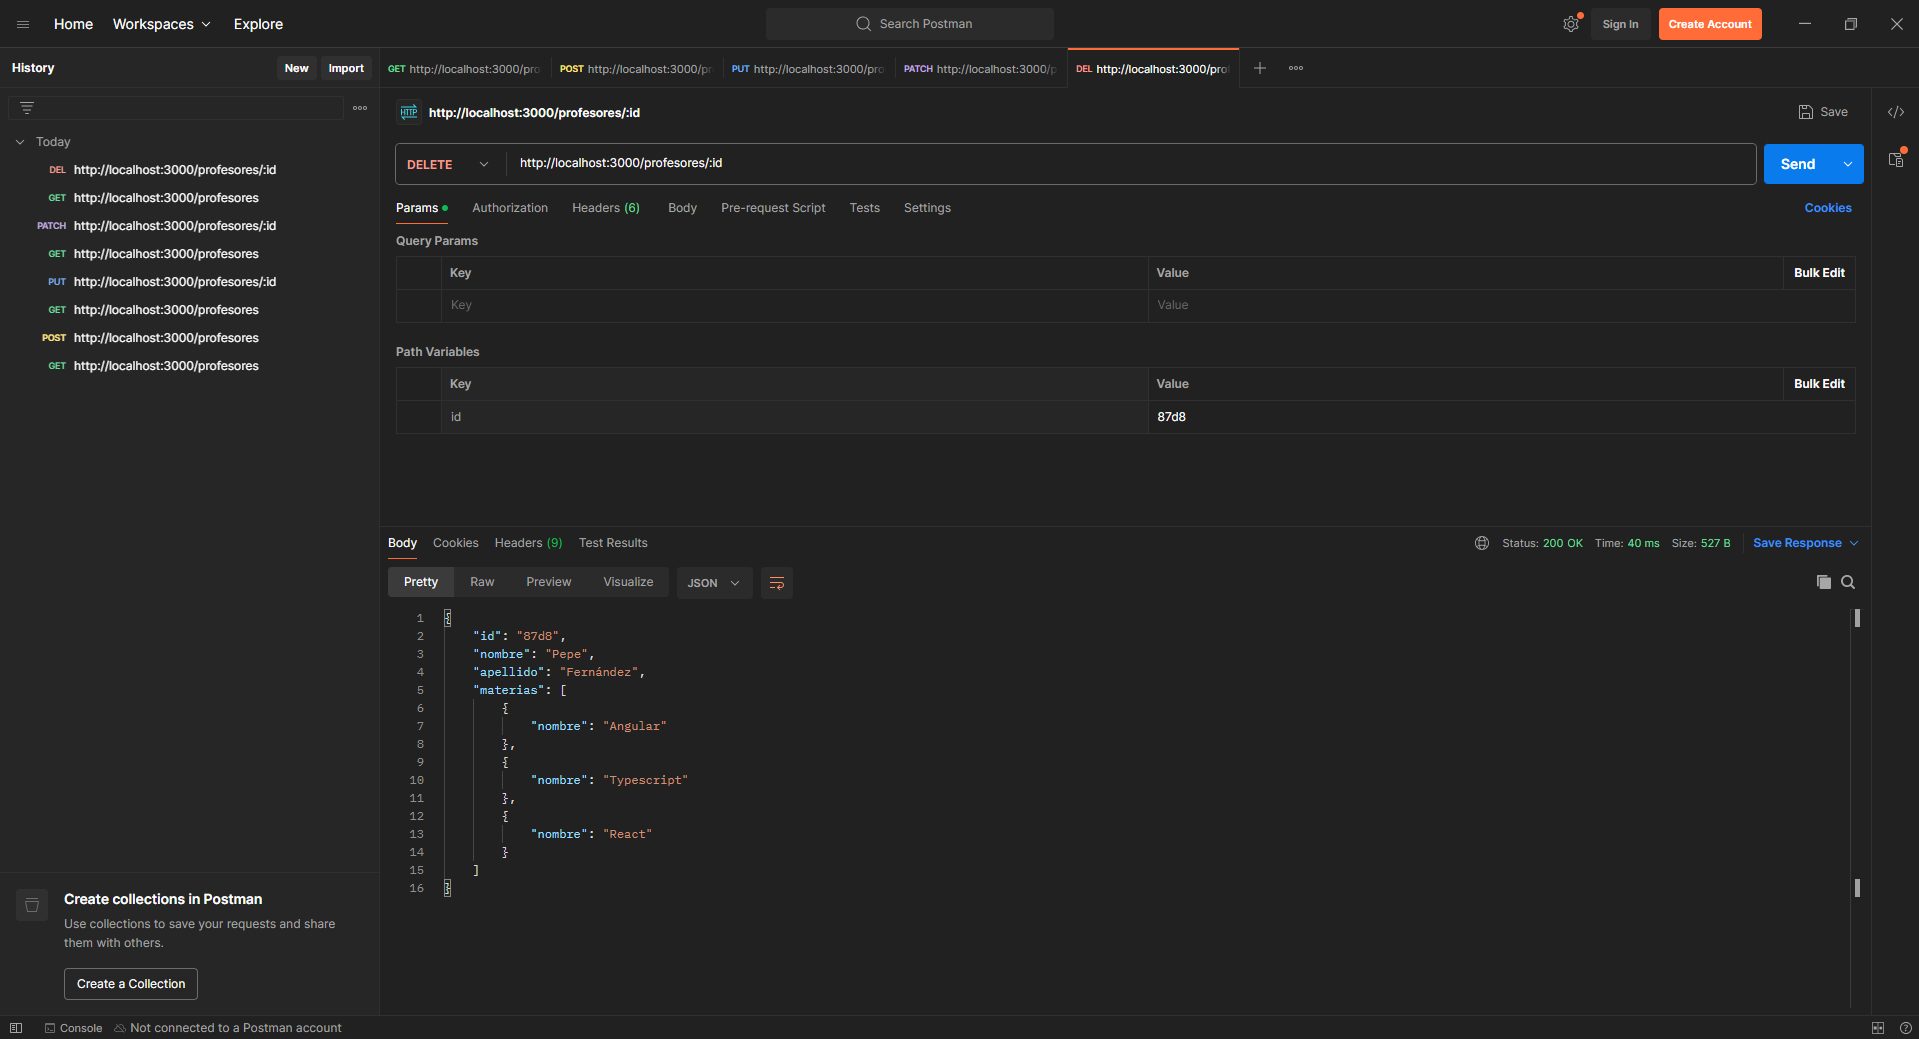 Home Workspaces Explore Search Postman Sign In Create Account
History New Import
GET http://localhost:3000/pro POST http://localhost:3000/pr PUT http://localhost:3000/pro PATCH http://localhost:3000/p DEL http://localhost:3000/pro
HTTP http://localhost:3000/profesores/:id Save
Today
DEL http://localhost:3000/profesores/:id
GET http://localhost:3000/profesores
PATCH http://localhost:3000/profesores/:id
GET http://localhost:3000/profesores
PUT http://localhost:3000/profesores/:id
GET http://localhost:3000/profesores
POST http://localhost:3000/profesores
GET http://localhost:3000/profesores
DELETE http://localhost:3000/profesores/:id Send
Params Authorization Headers (6) Body Pre-request Script Tests Settings Cookies
Query Params
Key Value Bulk Edit
Key Value
Path Variables
Key Value Bulk Edit
id 87d8
Body Cookies Headers (9) Test Results Status: 200 OK Time: 40 ms Size: 527 B Save Response
Pretty Raw Preview Visualize JSON
1 {
2 "id": "87d8",
3 "nombre": "Pepe",
4 "apellido": "Fernández",
5 "materias": [
6 {
7 "nombre": "Angular"
8 },
9 {
10 "nombre": "Typescript"
11 },
12 {
13 "nombre": "React"
14 }
15 ]
16 }
Create collections in Postman
Use collections to save your requests and share
them with others.
Create a Collection
Console Not connected to a Postman account